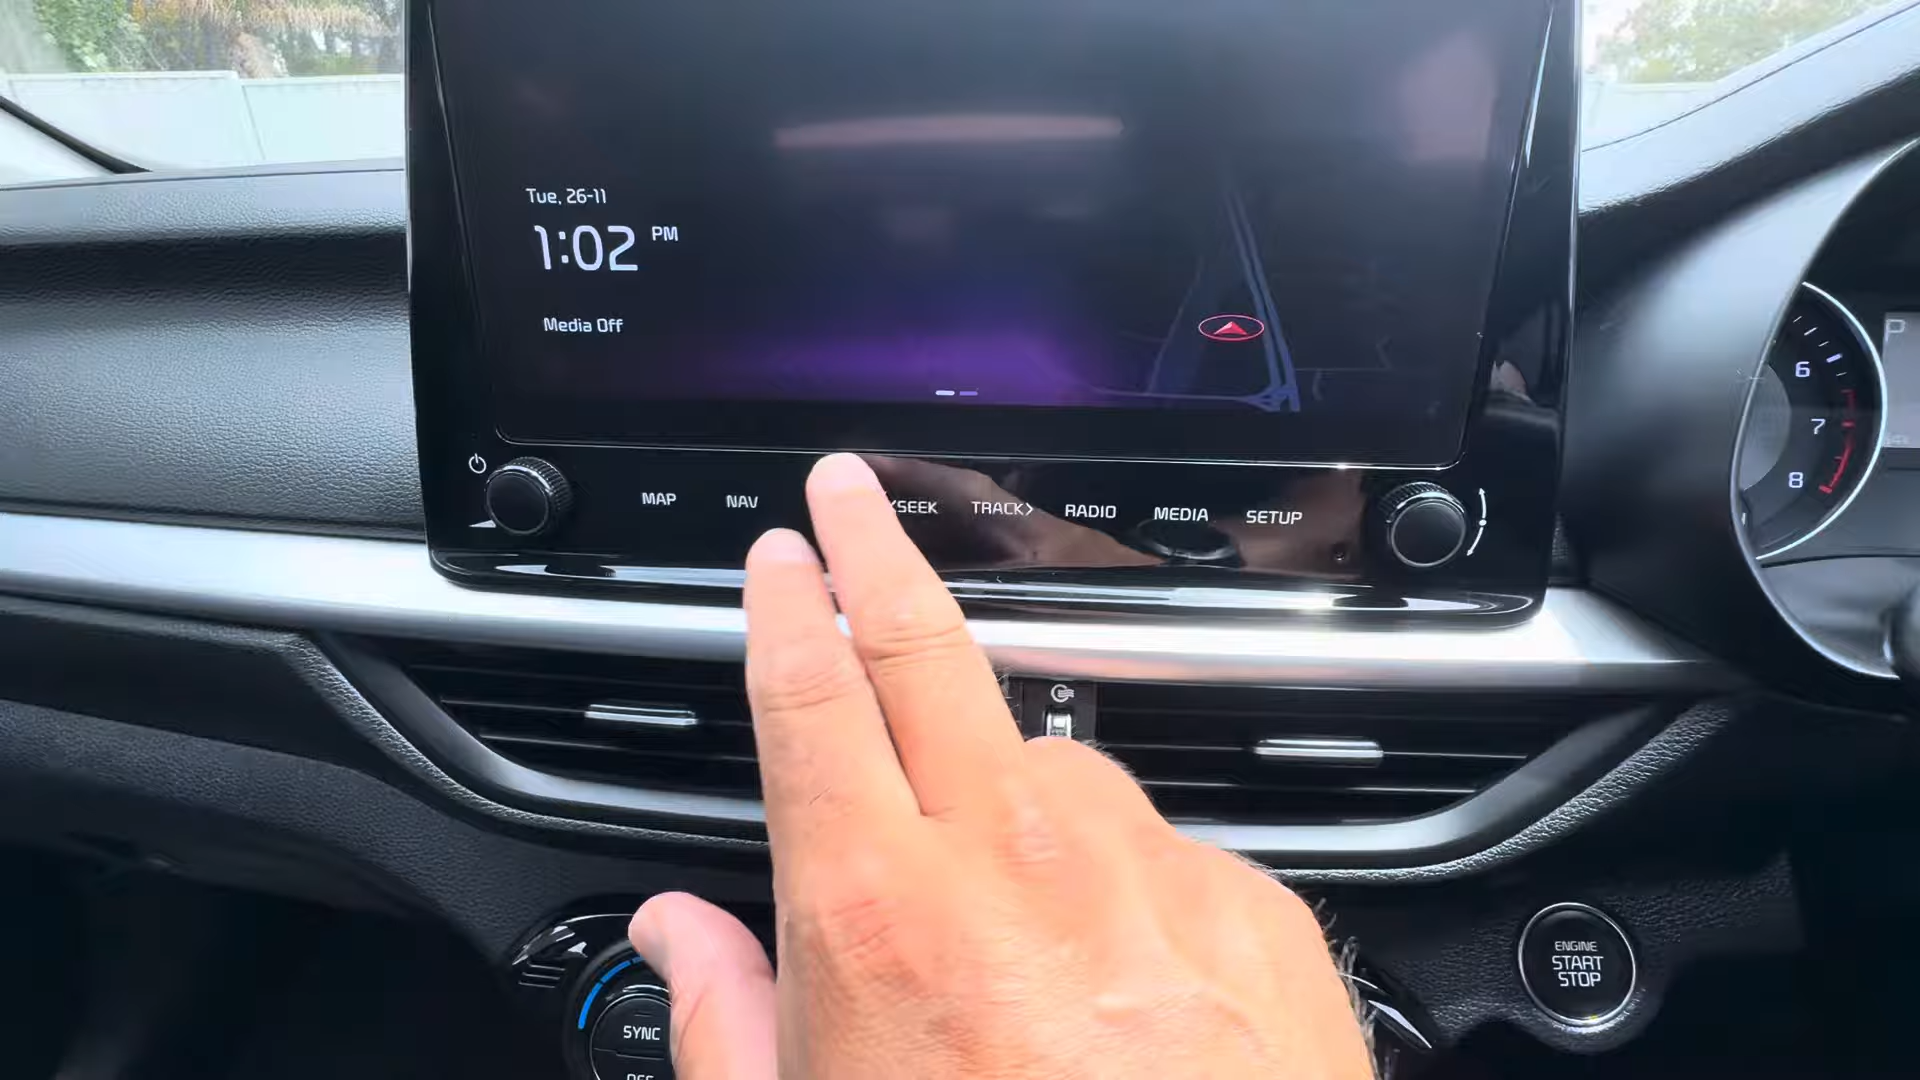 Tue, 26-11
1:02 PM
Media Off
MAP NAV <SEEK TRACK> RADIO MEDIA SETUP
P
6
7
8
ENGINE
START
STOP
SYNC
OFF